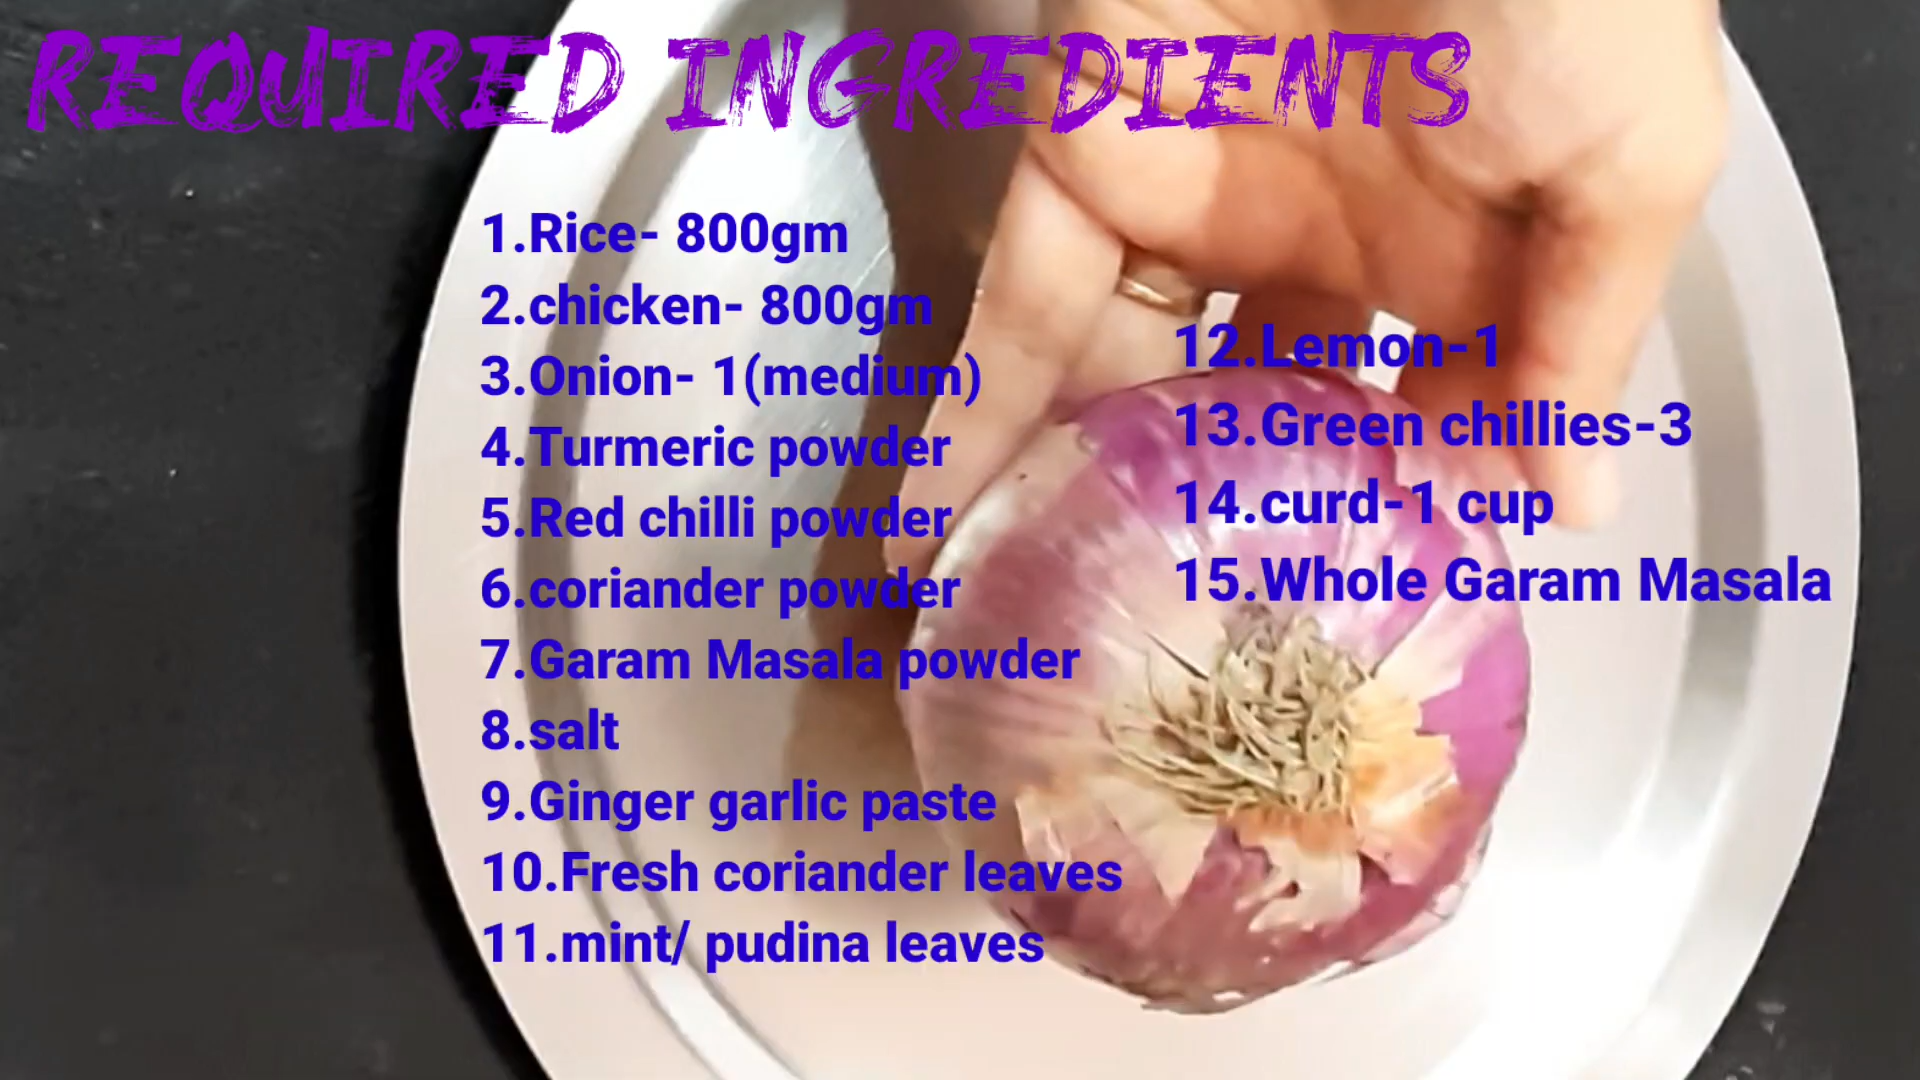 REQUIRED INGREDIENTS
1.Rice- 800gm
2.chicken- 800gm
3.Onion- 1(medium)
4.Turmeric powder
5.Red chilli powder
6.coriander powder
7.Garam Masala powder
8.salt
9.Ginger garlic paste
10.Fresh coriander leaves
11.mint/ pudina leaves
12.Lemon-1
13.Green chillies-3
14.curd-1 cup
15.Whole Garam Masala